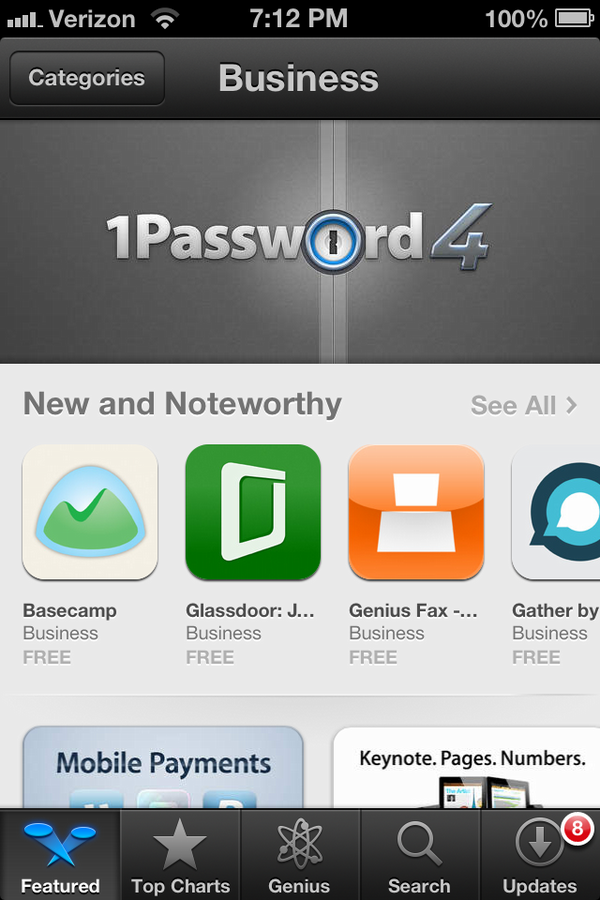 Verizon 7:12 PM 100%
Categories Business
1Password 4
New and Noteworthy See All
Basecamp Glassdoor: J... Genius Fax -... Gather by
Business Business Business Business
FREE FREE FREE FREE
Mobile Payments Keynote. Pages. Numbers.
8
Featured Top Charts Genius Search Updates